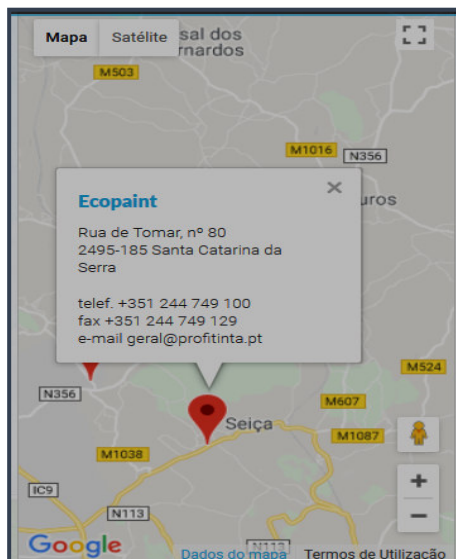 Mapa Satélite
sal dos
rnardos
M503
M1016 N356
uros
×
Ecopaint
Rua de Tomar, nº 80
2495-185 Santa Catarina da
Serra
telef. +351 244 749 100
fax +351 244 749 129
e-mail geral@profitinta.pt
M524
N356
M607
Seiça
M1087
M1038
IC9
N113
+
−
Google
N113
Dados do mapa Termos de Utilização